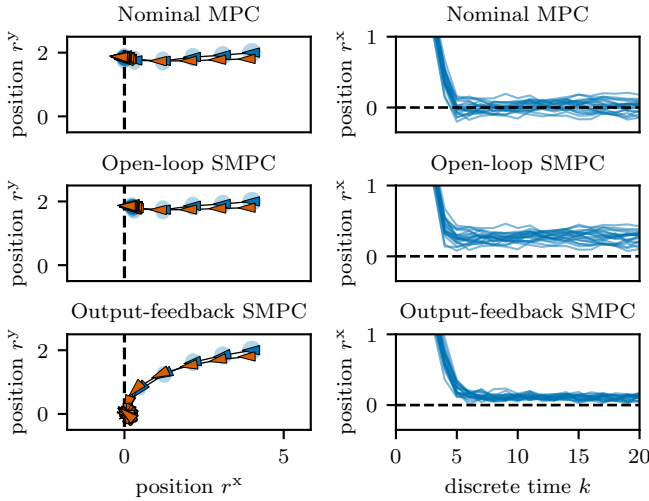 Nominal MPC
position r^y
2
0
Nominal MPC
position r^x
1
0
Open-loop SMPC
position r^y
2
0
Open-loop SMPC
position r^x
1
0
Output-feedback SMPC
position r^y
2
0
0
5
position r^x
Output-feedback SMPC
position r^x
1
0
0
5
10
15
20
discrete time k